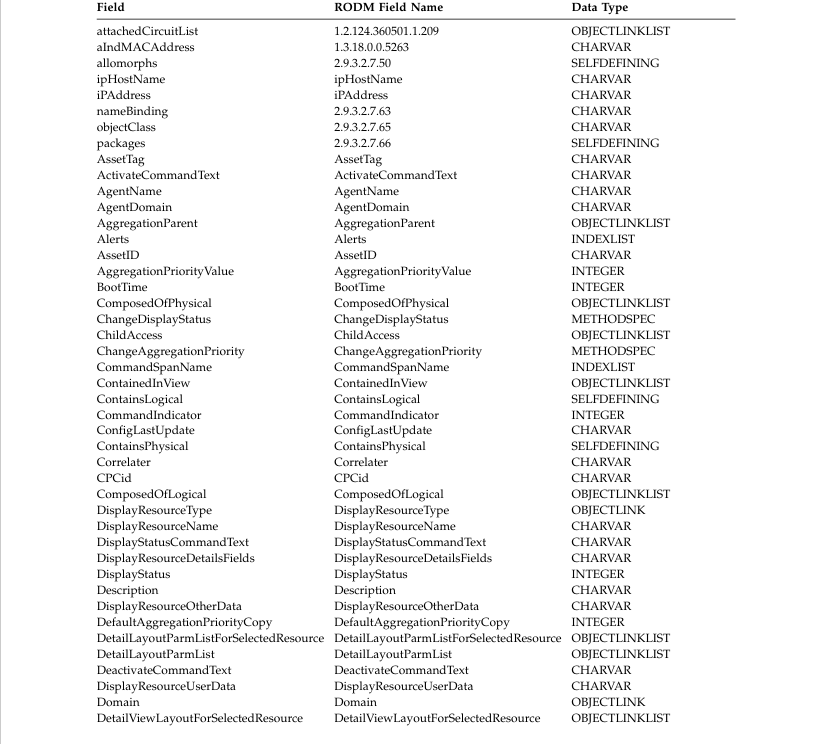 Field RODM Field Name Data Type
attachedCircuitList 1.2.124.360501.1.209 OBJECTLINKLIST
aIndMACAddress 1.3.18.0.0.5263 CHARVAR
allomorphs 2.9.3.2.7.50 SELFDEFINING
ipHostName ipHostName CHARVAR
iPAddress iPAddress CHARVAR
nameBinding 2.9.3.2.7.63 CHARVAR
objectClass 2.9.3.2.7.65 CHARVAR
packages 2.9.3.2.7.66 SELFDEFINING
AssetTag AssetTag CHARVAR
ActivateCommandText ActivateCommandText CHARVAR
AgentName AgentName CHARVAR
AgentDomain AgentDomain CHARVAR
AggregationParent AggregationParent OBJECTLINKLIST
Alerts Alerts INDEXLIST
AssetID AssetID CHARVAR
AggregationPriorityValue AggregationPriorityValue INTEGER
BootTime BootTime INTEGER
ComposedOfPhysical ComposedOfPhysical OBJECTLINKLIST
ChangeDisplayStatus ChangeDisplayStatus METHODSPEC
ChildAccess ChildAccess OBJECTLINKLIST
ChangeAggregationPriority ChangeAggregationPriority METHODSPEC
CommandSpanName CommandSpanName INDEXLIST
ContainedInView ContainedInView OBJECTLINKLIST
ContainsLogical ContainsLogical SELFDEFINING
CommandIndicator CommandIndicator INTEGER
ConfigLastUpdate ConfigLastUpdate CHARVAR
ContainsPhysical ContainsPhysical SELFDEFINING
Correlater Correlater CHARVAR
CPCid CPCid CHARVAR
ComposedOfLogical ComposedOfLogical OBJECTLINKLIST
DisplayResourceType DisplayResourceType OBJECTLINK
DisplayResourceName DisplayResourceName CHARVAR
DisplayStatusCommandText DisplayStatusCommandText CHARVAR
DisplayResourceDetailsFields DisplayResourceDetailsFields CHARVAR
DisplayStatus DisplayStatus INTEGER
Description Description CHARVAR
DisplayResourceOtherData DisplayResourceOtherData CHARVAR
DefaultAggregationPriorityCopy DefaultAggregationPriorityCopy INTEGER
DetailLayoutParmListForSelectedResource DetailLayoutParmListForSelectedResource OBJECTLINKLIST
DetailLayoutParmList DetailLayoutParmList OBJECTLINKLIST
DeactivateCommandText DeactivateCommandText CHARVAR
DisplayResourceUserData DisplayResourceUserData CHARVAR
Domain Domain OBJECTLINK
DetailViewLayoutForSelectedResource DetailViewLayoutForSelectedResource OBJECTLINKLIST